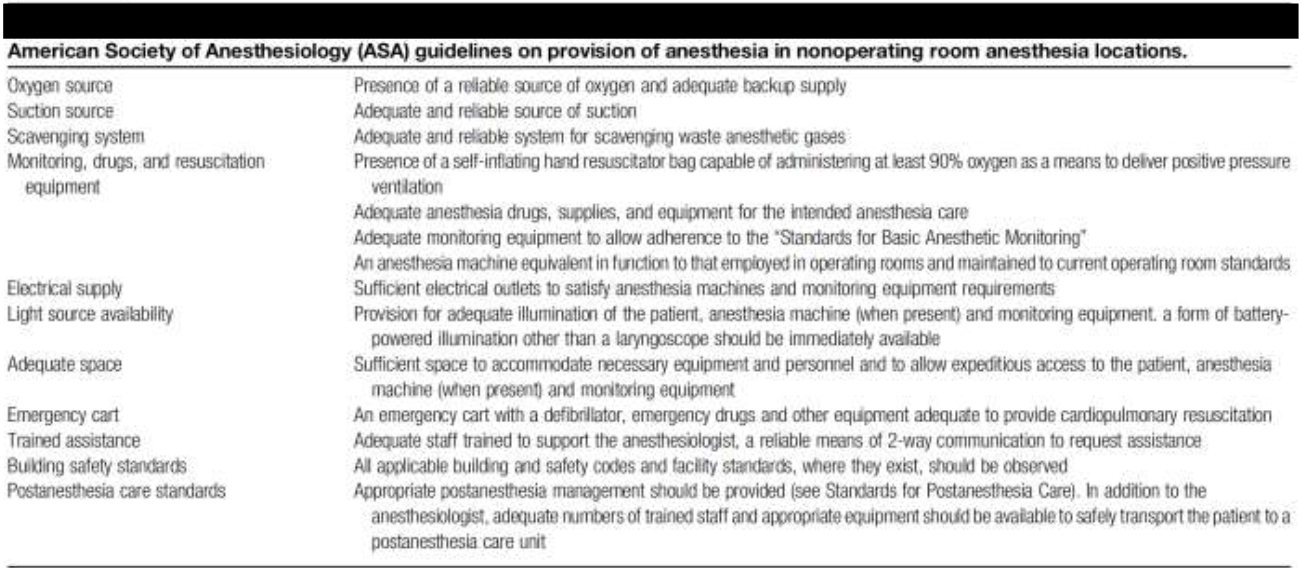 American Society of Anesthesiology (ASA) guidelines on provision of anesthesia in nonoperating room anesthesia locations.
Oxygen source Presence of a reliable source of oxygen and adequate backup supply
Suction source Adequate and reliable source of suction
Scavenging system Adequate and reliable system for scavenging waste anesthetic gases
Monitoring, drugs, and resuscitation Presence of a self-inflating hand resuscitator bag capable of administering at least 90% oxygen as a means to deliver positive pressure
equipment ventilation
Adequate anesthesia drugs, supplies, and equipment for the intended anesthesia care
Adequate monitoring equipment to allow adherence to the "Standards for Basic Anesthetic Monitoring"
An anesthesia machine equivalent in function to that employed in operating rooms and maintained to current operating room standards
Electrical supply Sufficient electrical outlets to satisfy anesthesia machines and monitoring equipment requirements
Light source availability Provision for adequate illumination of the patient, anesthesia machine (when present) and monitoring equipment. a form of battery-
powered illumination other than a laryngoscope should be immediately available
Adequate space Sufficient space to accommodate necessary equipment and personnel and to allow expeditious access to the patient, anesthesia
machine (when present) and monitoring equipment
Emergency cart An emergency cart with a defibrillator, emergency drugs and other equipment adequate to provide cardiopulmonary resuscitation
Trained assistance Adequate staff trained to support the anesthesiologist, a reliable means of 2-way communication to request assistance
Building safety standards All applicable building and safety codes and facility standards, where they exist, should be observed
Postanesthesia care standards Appropriate postanesthesia management should be provided (see Standards for Postanesthesia Care). In addition to the
anesthesiologist, adequate numbers of trained staff and appropriate equipment should be available to safely transport the patient to a
postanesthesia care unit